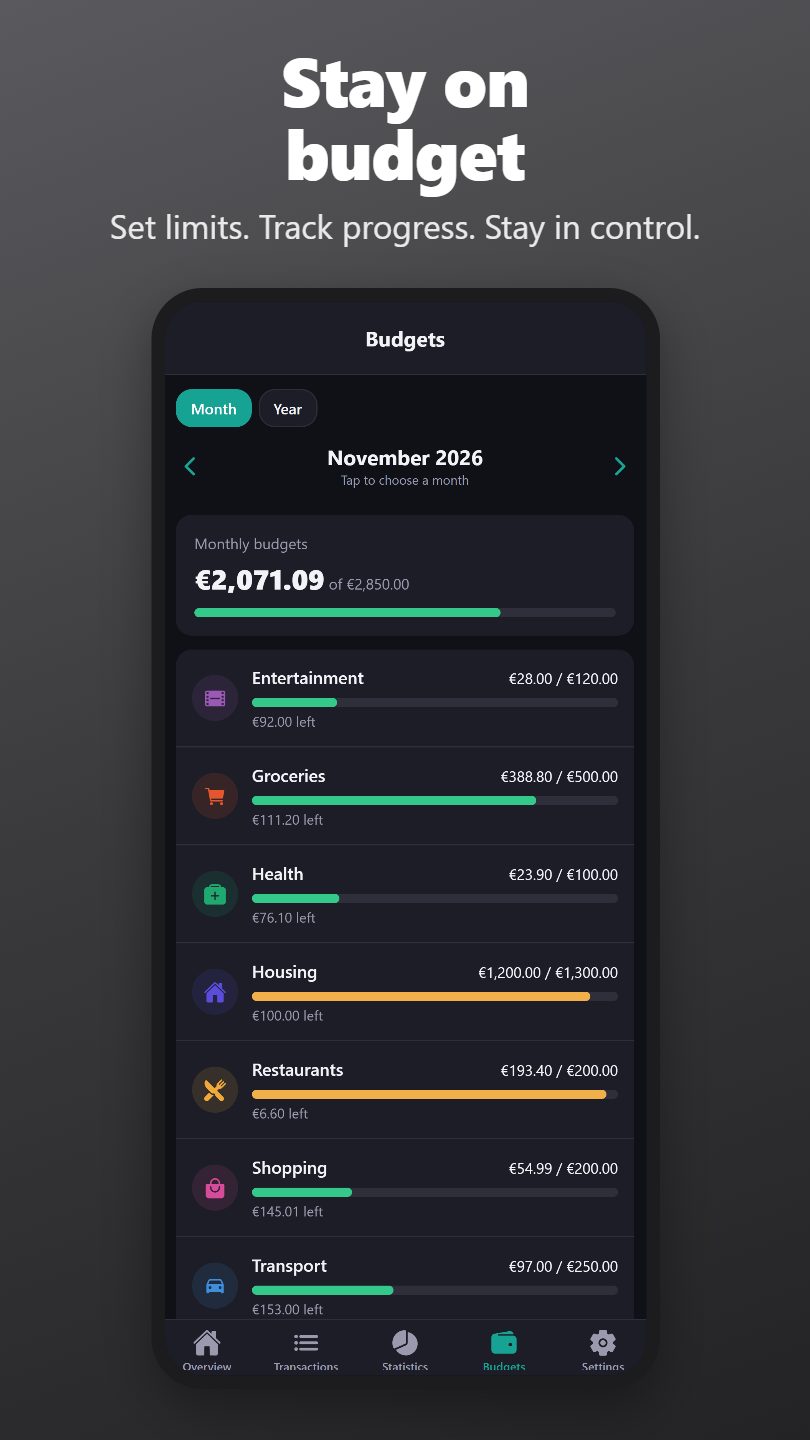 Stay on
budget
Set limits. Track progress. Stay in control.
Budgets
Month
Year
November 2026
Tap to choose a month
Monthly budgets
€2,071.09 of €2,850.00
Entertainment €28.00 / €120.00
€92.00 left
Groceries €388.80 / €500.00
€111.20 left
Health €23.90 / €100.00
€76.10 left
Housing €1,200.00 / €1,300.00
€100.00 left
Restaurants €193.40 / €200.00
€6.60 left
Shopping €54.99 / €200.00
€145.01 left
Transport €97.00 / €250.00
€153.00 left
Overview Transactions Statistics Budgets Settings